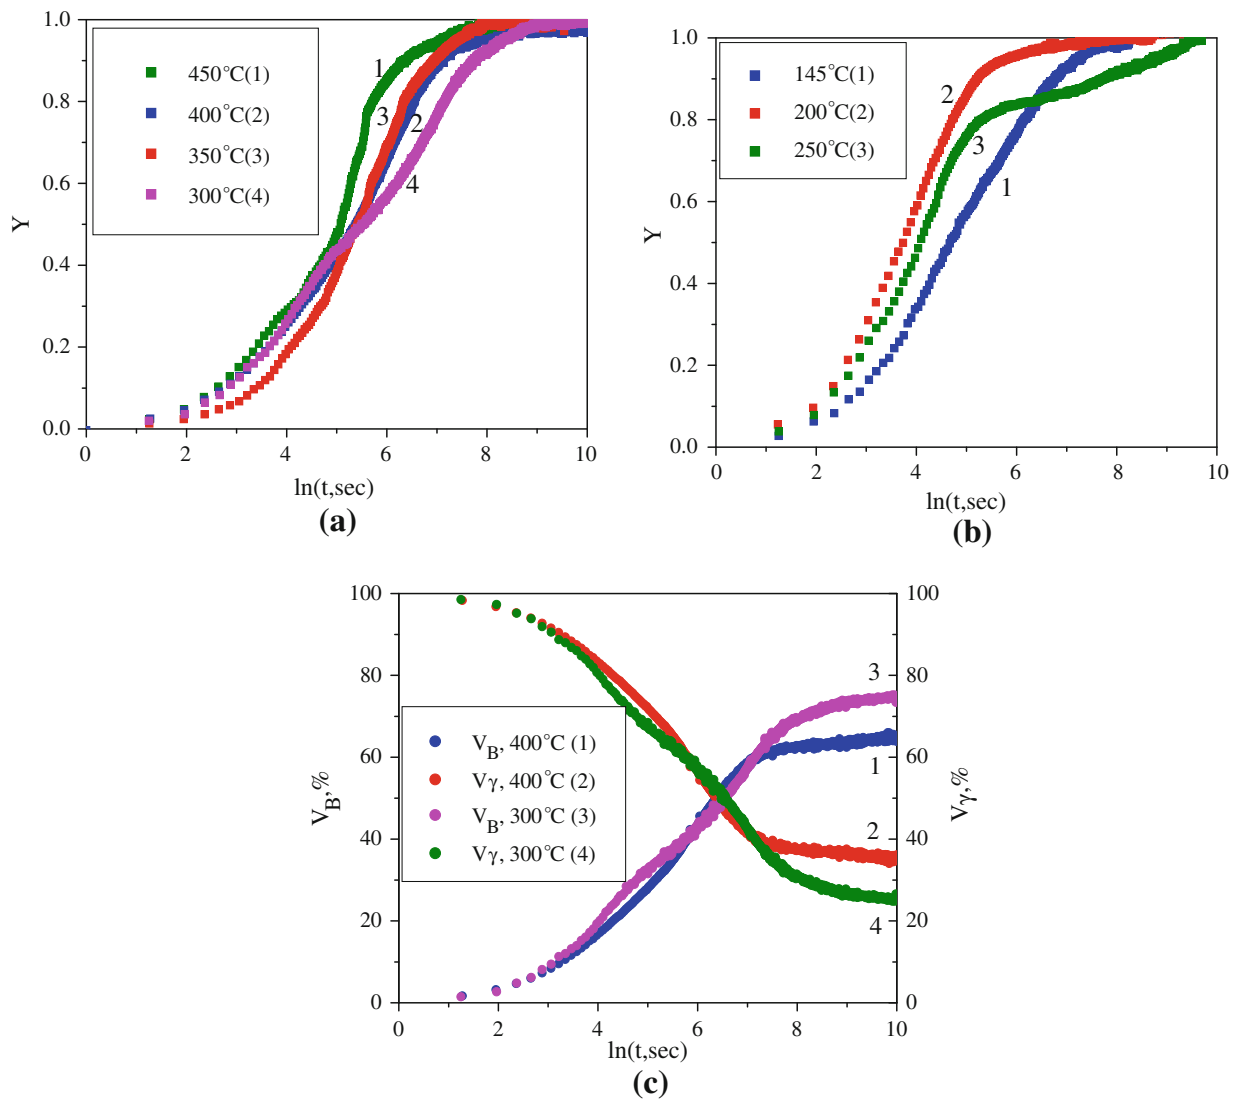 1.0
0.8
0.6
0.4
0.2
0.0
Y
450°C(1)
400°C(2)
350°C(3)
300°C(4)
1
3
2
4
0 2 4 6 8 10
ln(t,sec)
(a)
1.0
0.8
0.6
0.4
0.2
0.0
Y
145°C(1)
200°C(2)
250°C(3)
2
3
1
0 2 4 6 8 10
ln(t,sec)
(b)
100
80
60
40
20
0
V_B,%
V_B, 400°C (1)
Vγ, 400°C (2)
V_B, 300°C (3)
Vγ, 300°C (4)
3
1
2
4
100
80
60
40
20
0
Vγ,%
0 2 4 6 8 10
ln(t,sec)
(c)